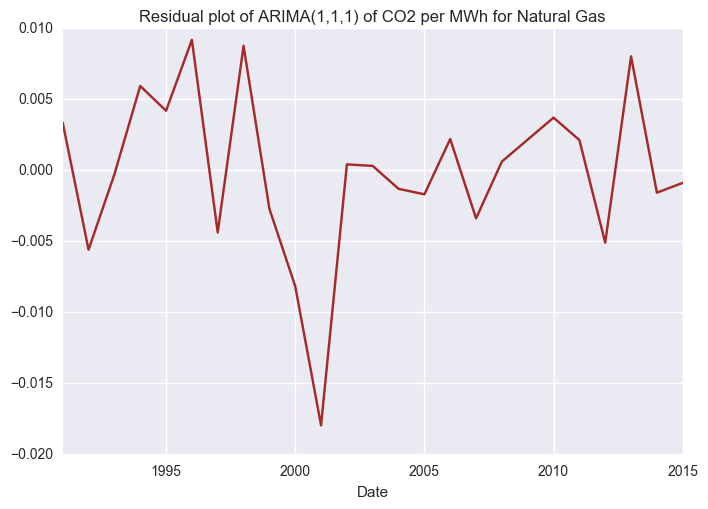 Residual plot of ARIMA(1,1,1) of CO2 per MWh for Natural Gas
0.010
0.005
0.000
−0.005
−0.010
−0.015
−0.020
1995 2000 2005 2010 2015
Date